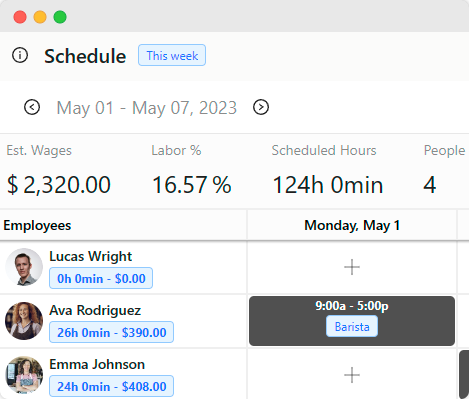 Schedule This week
May 01 - May 07, 2023
Est. Wages Labor % Scheduled Hours People
$ 2,320.00 16.57 % 124h 0min 4
Employees Monday, May 1
Lucas Wright
0h 0min - $0.00
Ava Rodriguez 9:00a - 5:00p
26h 0min - $390.00 Barista
Emma Johnson
24h 0min - $408.00